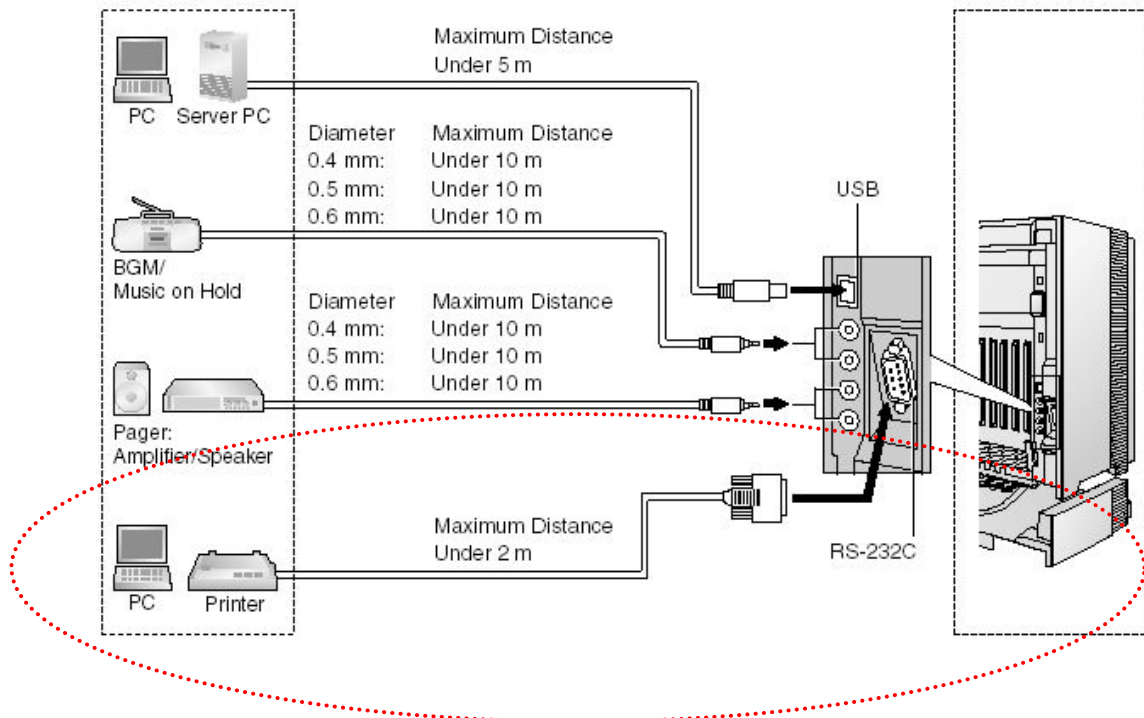 Maximum Distance
Under 5 m
PC
Server PC
Diameter Maximum Distance
0.4 mm: Under 10 m
0.5 mm: Under 10 m
0.6 mm: Under 10 m
USB
BGM/
Music on Hold
Diameter Maximum Distance
0.4 mm: Under 10 m
0.5 mm: Under 10 m
0.6 mm: Under 10 m
Pager:
Amplifier/Speaker
Maximum Distance
Under 2 m
RS-232C
PC
Printer